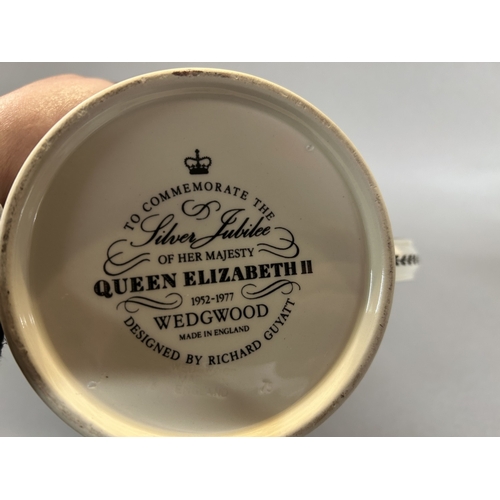 TO COMMEMORATE THE
Silver Jubilee
OF HER MAJESTY
QUEEN ELIZABETH II
1952-1977
WEDGWOOD
MADE IN ENGLAND
DESIGNED BY RICHARD GUYATT